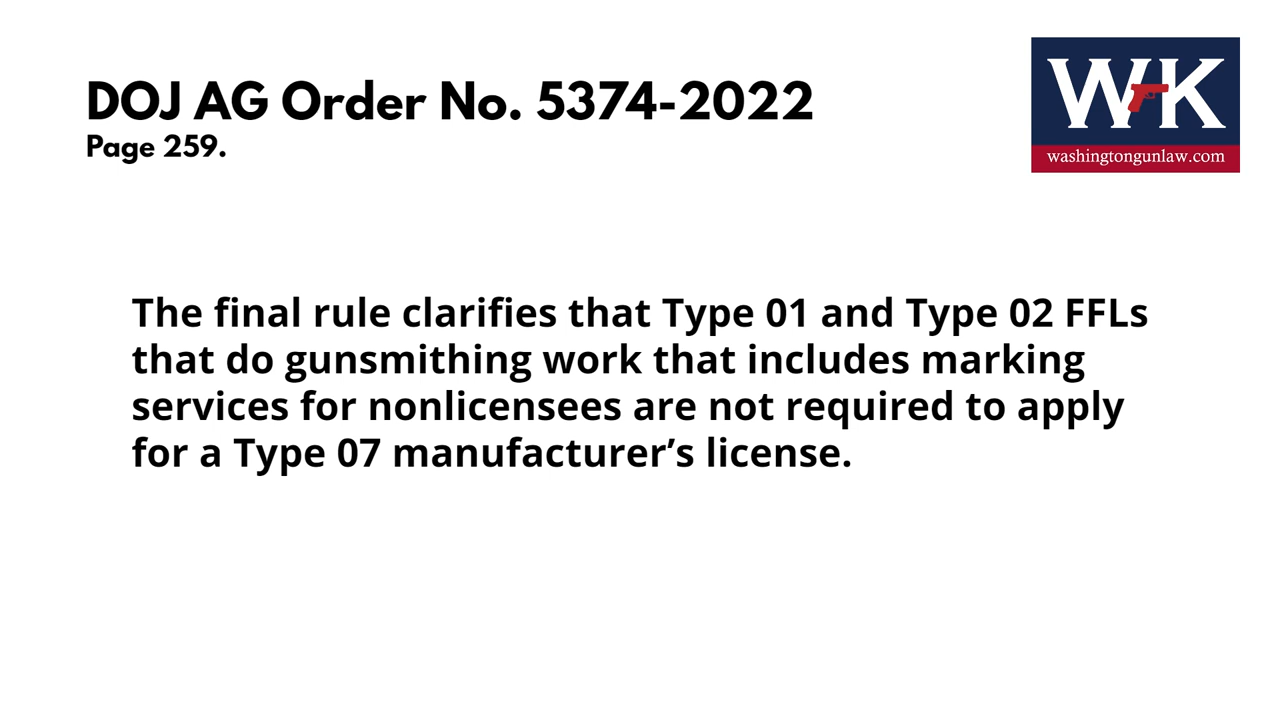 DOJ AG Order No. 5374-2022
Page 259.
WK
washingtongunlaw.com
The final rule clarifies that Type 01 and Type 02 FFLs
that do gunsmithing work that includes marking
services for nonlicensees are not required to apply
for a Type 07 manufacturer’s license.